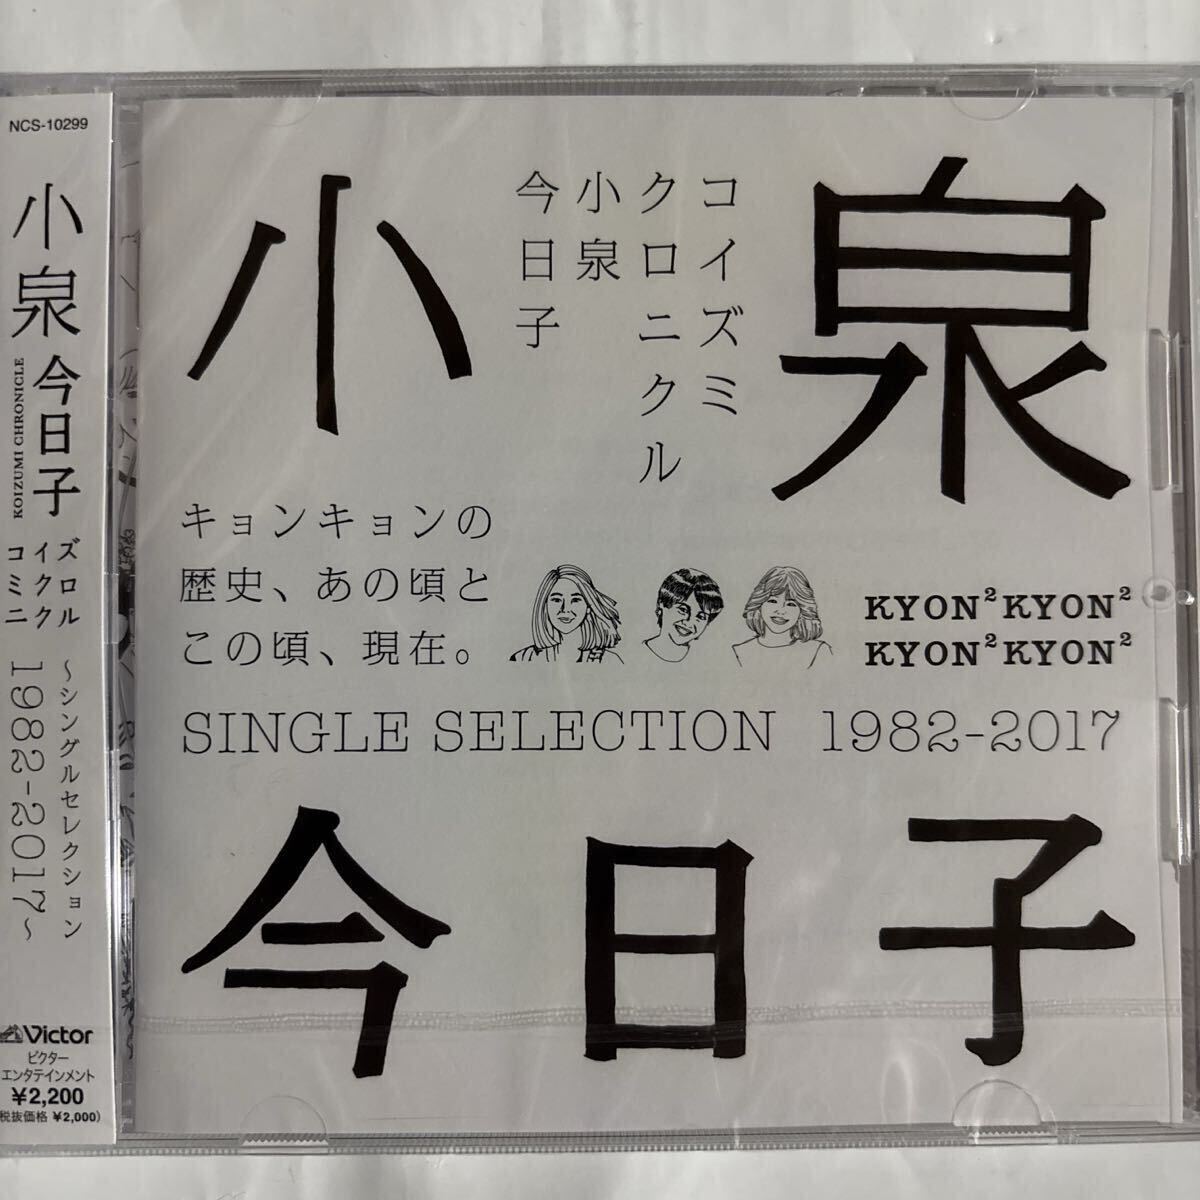 NCS-10299
小泉今日子
KOIZUMI CHRONICLE
コイズミクロニクル
~シングルセレクション
1982-2017~
Victor
ビクター
エンタテインメント
¥2,200
税抜価格 ¥2,000)
小泉
コイズミ
クロニクル
小泉
今日子
キョンキョンの
歴史、あの頃と
この頃、現在。
KYON²KYON²
KYON²KYON²
SINGLE SELECTION 1982-2017
今日子